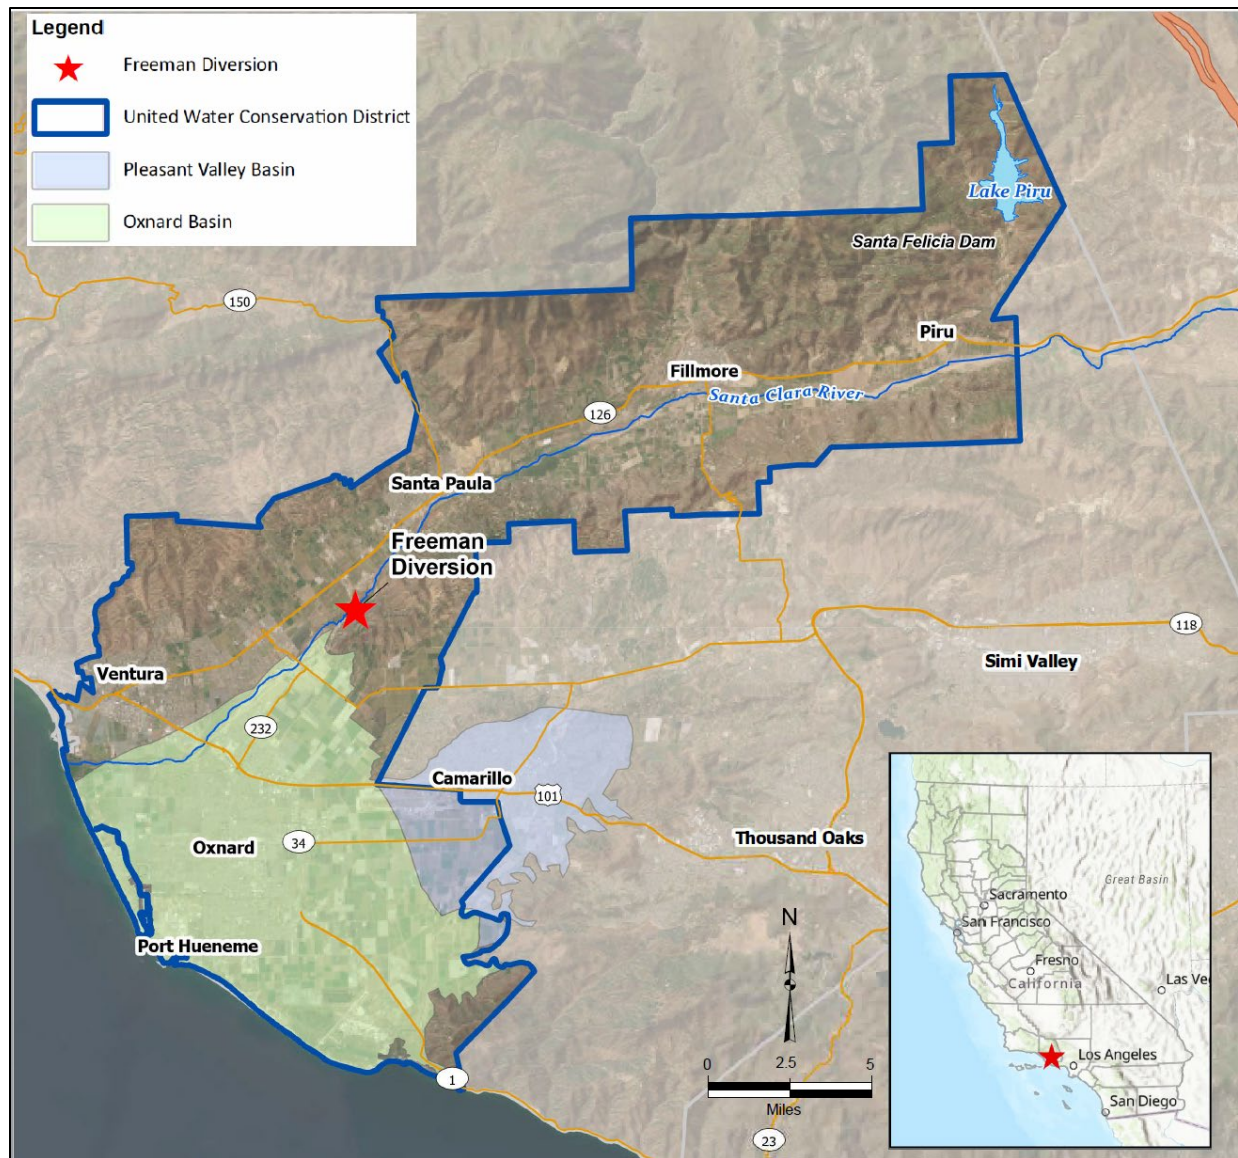 Legend
Freeman Diversion
United Water Conservation District
Pleasant Valley Basin
Oxnard Basin
Lake Piru
Santa Felicia Dam
150
Piru
Fillmore
Santa Clara River
126
Santa Paula
Freeman
Diversion
118
Simi Valley
Ventura
232
Camarillo
101
Thousand Oaks
34
Oxnard
Great Basin
Sacramento
San Francisco
N
Port Hueneme
Fresno
California
Las Ve
Los Angeles
0 2.5 5
1
San Diego
Miles
23